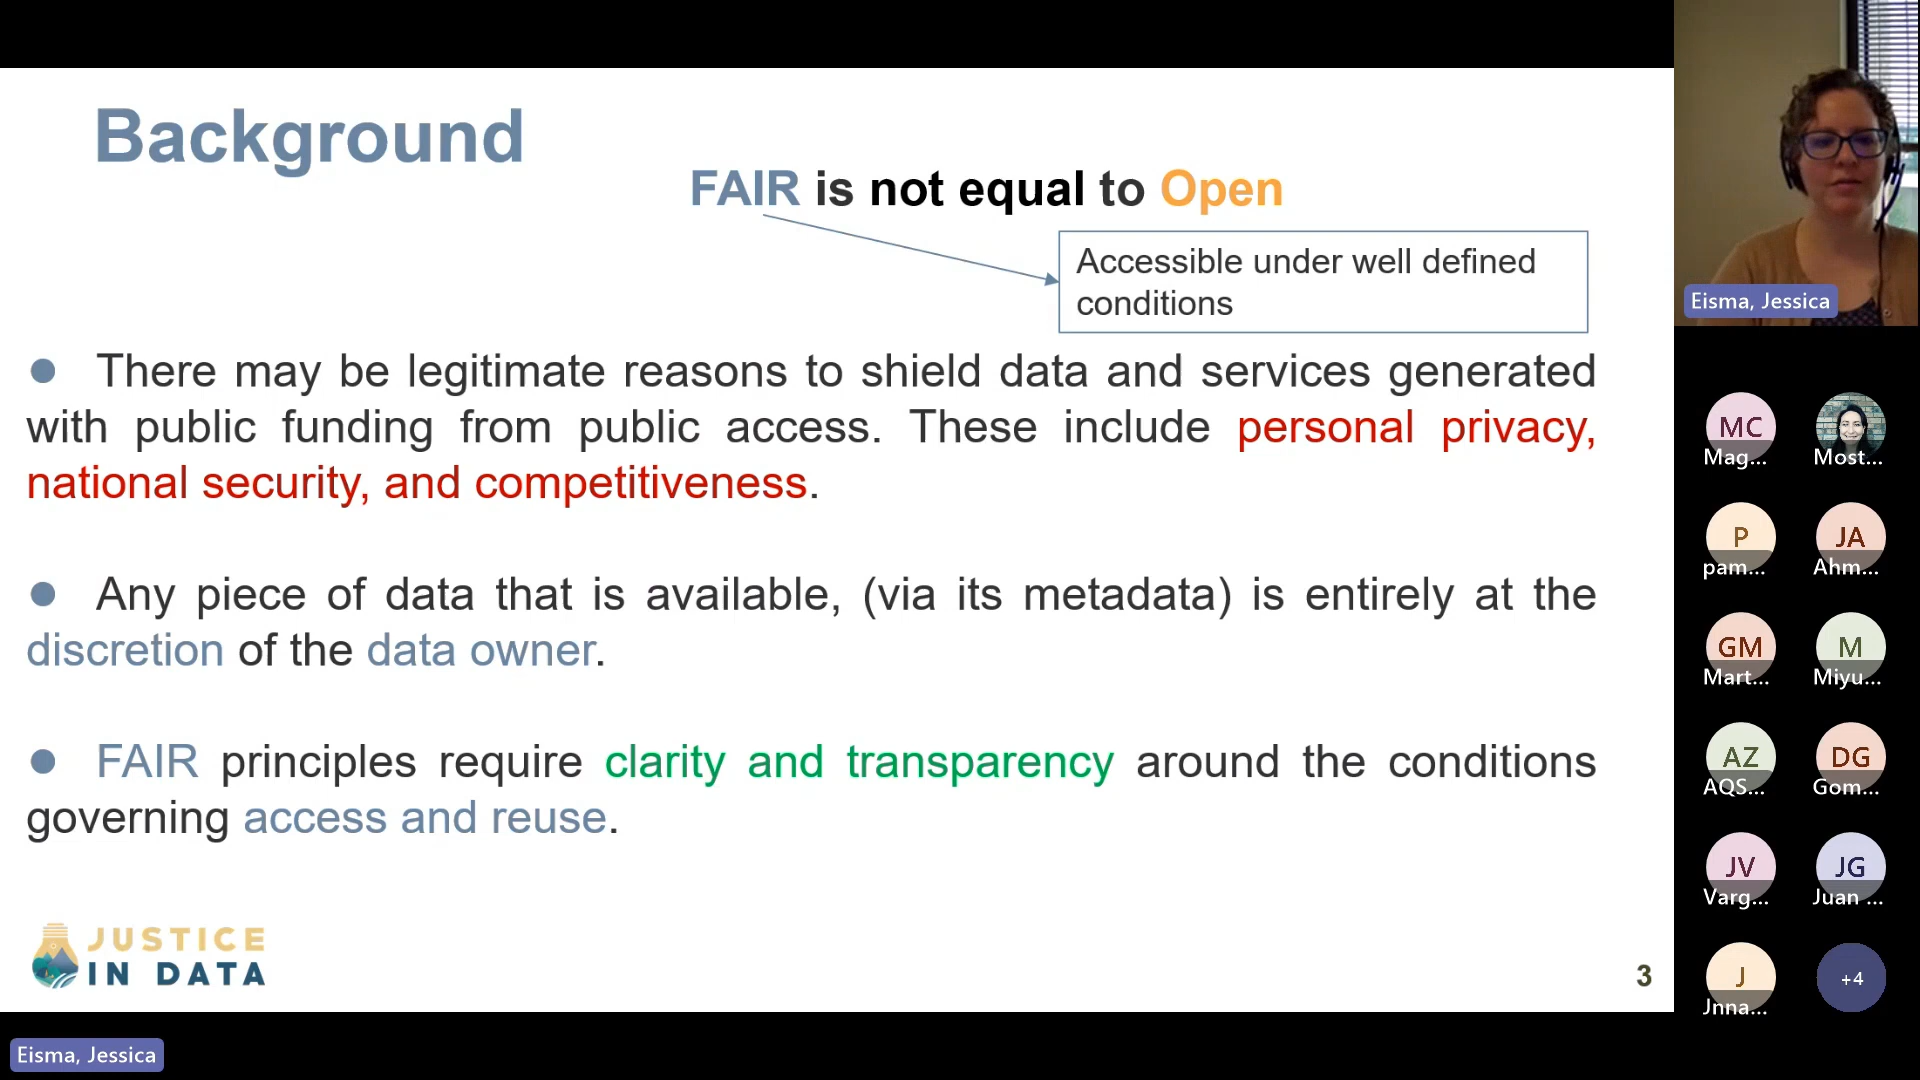 Background
FAIR is not equal to Open
Accessible under well defined
conditions
There may be legitimate reasons to shield data and services generated
with public funding from public access. These include personal privacy,
national security, and competitiveness.
Any piece of data that is available, (via its metadata) is entirely at the
discretion of the data owner.
FAIR principles require clarity and transparency around the conditions
governing access and reuse.
JUSTICE
IN DATA
3
Eisma, Jessica
Eisma, Jessica
MC
Mag...
Most...
P
pam...
JA
Ahm...
GM
Mart...
M
Miyu...
AZ
AQS...
DG
Gom...
JV
Varg...
JG
Juan ...
J
Jnna...
+4